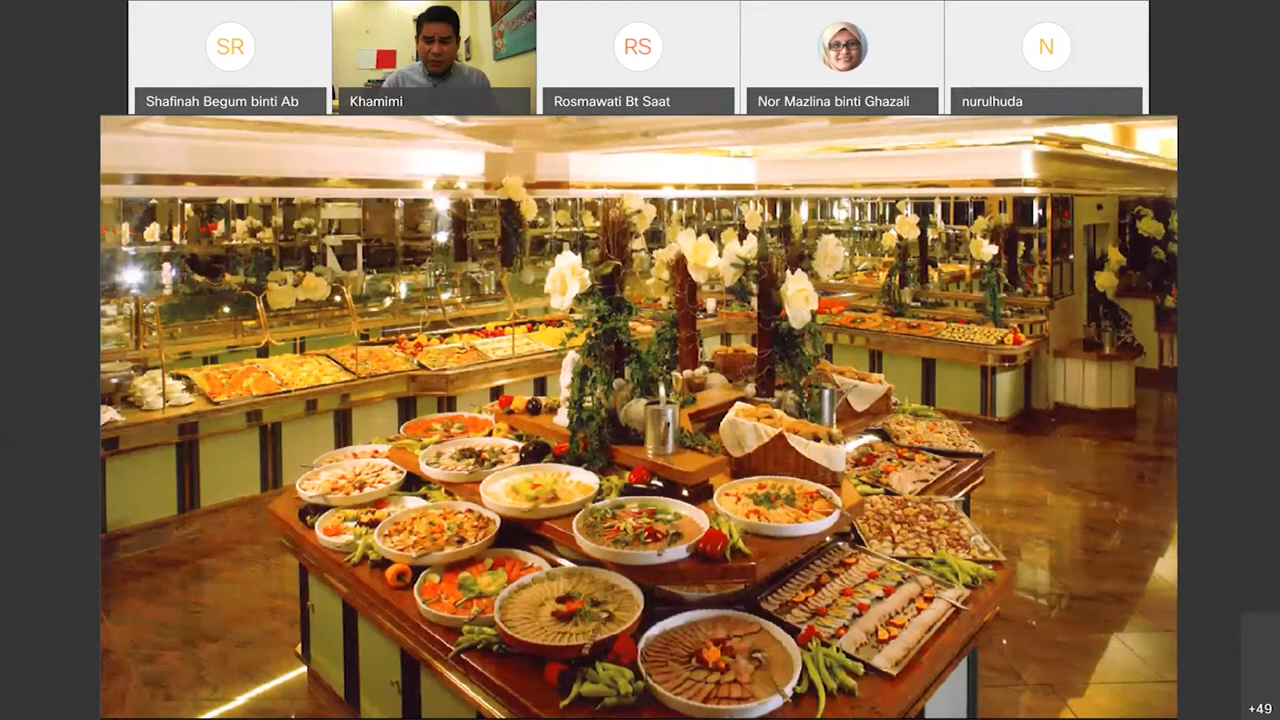 SR
RS
N
Shafinah Begum binti Ab
Khamimi
Rosmawati Bt Saat
Nor Mazlina binti Ghazali
nurulhuda
+49